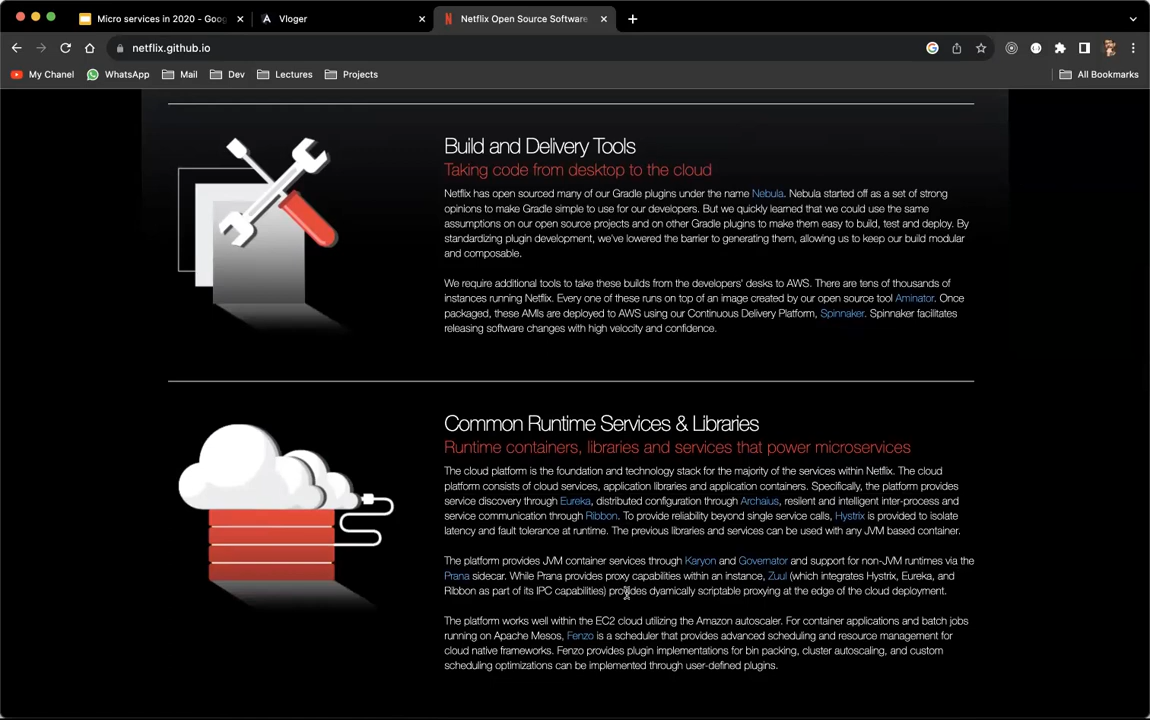 Micro services in 2020 - Goog
Vloger
Netflix Open Source Software
netflix.github.io
My Chanel
WhatsApp
Mail
Dev
Lectures
Projects
All Bookmarks
Build and Delivery Tools
Taking code from desktop to the cloud
Netflix has open sourced many of our Gradle plugins under the name Nebula. Nebula started off as a set of strong
opinions to make Gradle simple to use for our developers. But we quickly learned that we could use the same
assumptions on our open source projects and on other Gradle plugins to make them easy to build, test and deploy. By
standardizing plugin development, we've lowered the barrier to generating them, allowing us to keep our build modular
and composable.
We require additional tools to take these builds from the developers' desks to AWS. There are tens of thousands of
instances running Netflix. Every one of these runs on top of an image created by our open source tool Aminator. Once
packaged, these AMIs are deployed to AWS using our Continuous Delivery Platform, Spinnaker. Spinnaker facilitates
releasing software changes with high velocity and confidence.
Common Runtime Services & Libraries
Runtime containers, libraries and services that power microservices
The cloud platform is the foundation and technology stack for the majority of the services within Netflix. The cloud
platform consists of cloud services, application libraries and application containers. Specifically, the platform provides
service discovery through Eureka, distributed configuration through Archaius, resilent and intelligent inter-process and
service communication through Ribbon. To provide reliability beyond single service calls, Hystrix is provided to isolate
latency and fault tolerance at runtime. The previous libraries and services can be used with any JVM based container.
The platform provides JVM container services through Karyon and Governator and support for non-JVM runtimes via the
Prana sidecar. While Prana provides proxy capabilities within an instance, Zuul (which integrates Hystrix, Eureka, and
Ribbon as part of its IPC capabilities) provides dyamically scriptable proxying at the edge of the cloud deployment.
The platform works well within the EC2 cloud utilizing the Amazon autoscaler. For container applications and batch jobs
running on Apache Mesos, Fenzo is a scheduler that provides advanced scheduling and resource management for
cloud native frameworks. Fenzo provides plugin implementations for bin packing, cluster autoscaling, and custom
scheduling optimizations can be implemented through user-defined plugins.